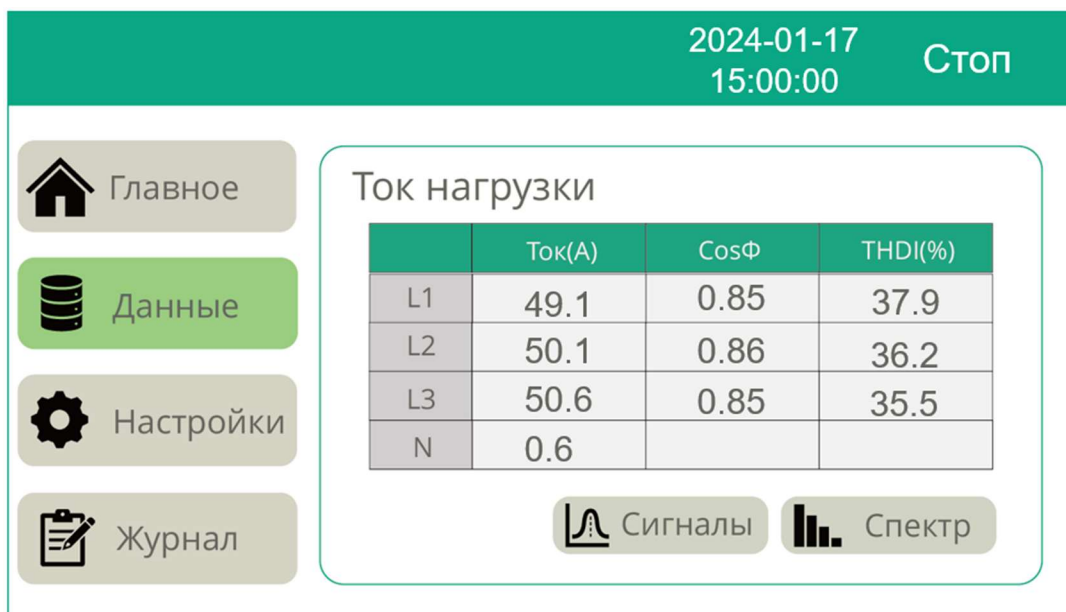 2024-01-17
15:00:00
Стоп
Главное
Данные
Настройки
Журнал
Ток нагрузки
Ток(А) CosФ THDI(%)
L1 49.1 0.85 37.9
L2 50.1 0.86 36.2
L3 50.6 0.85 35.5
N 0.6
Сигналы
Спектр